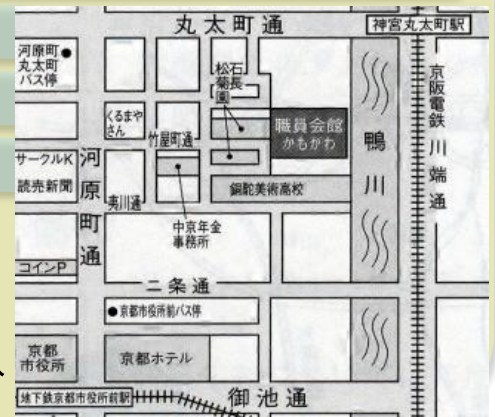 丸太町通
神宮丸太町駅
河原町●
丸太町
バス停
松菊園
石長
京阪電鉄
川端通
くるまや
さん
竹屋町通
職員会館
かもがわ
鴨川
サークルK
読売新聞
河原町通
夷川通
銅駝美術高校
中京年金
事務所
コインP
二条通
●京都市役所前バス停
京都
市役所
京都ホテル
地下鉄京都市役所前駅
御池通